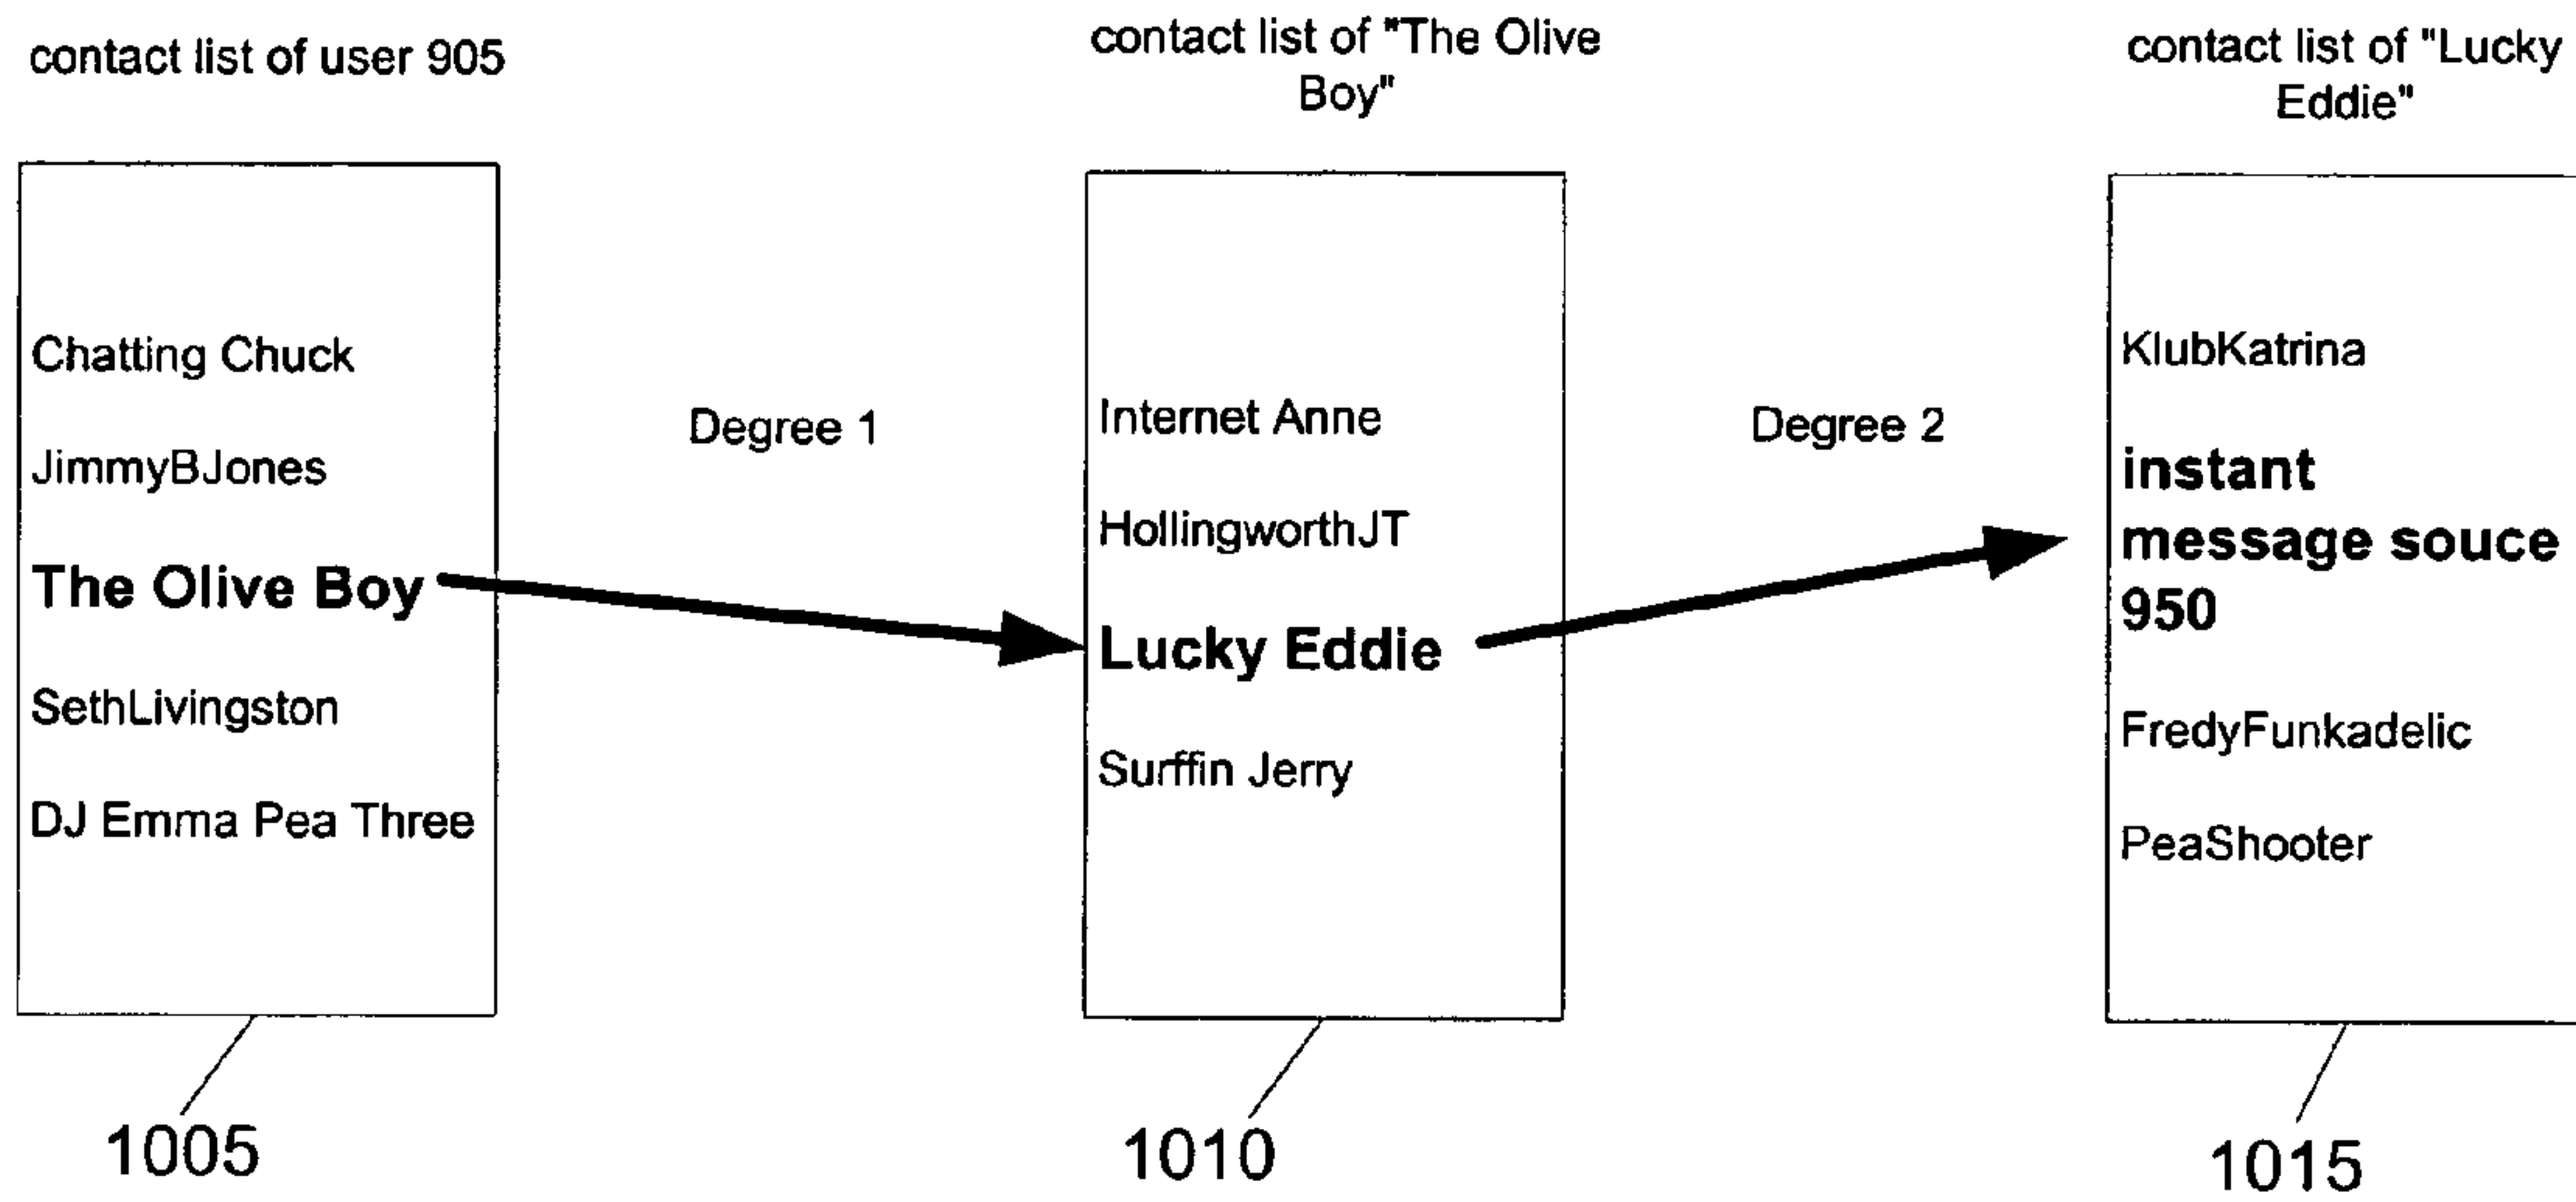 contact list of user 905
contact list of "The Olive
Boy"
contact list of "Lucky
Eddie"
Chatting Chuck
JimmyBJones
The Olive Boy
SethLivingston
DJ Emma Pea Three
Degree 1
Internet Anne
HollingworthJT
Lucky Eddie
Surffin Jerry
Degree 2
KlubKatrina
instant
message souce
950
FredyFunkadelic
PeaShooter
1005
1010
1015